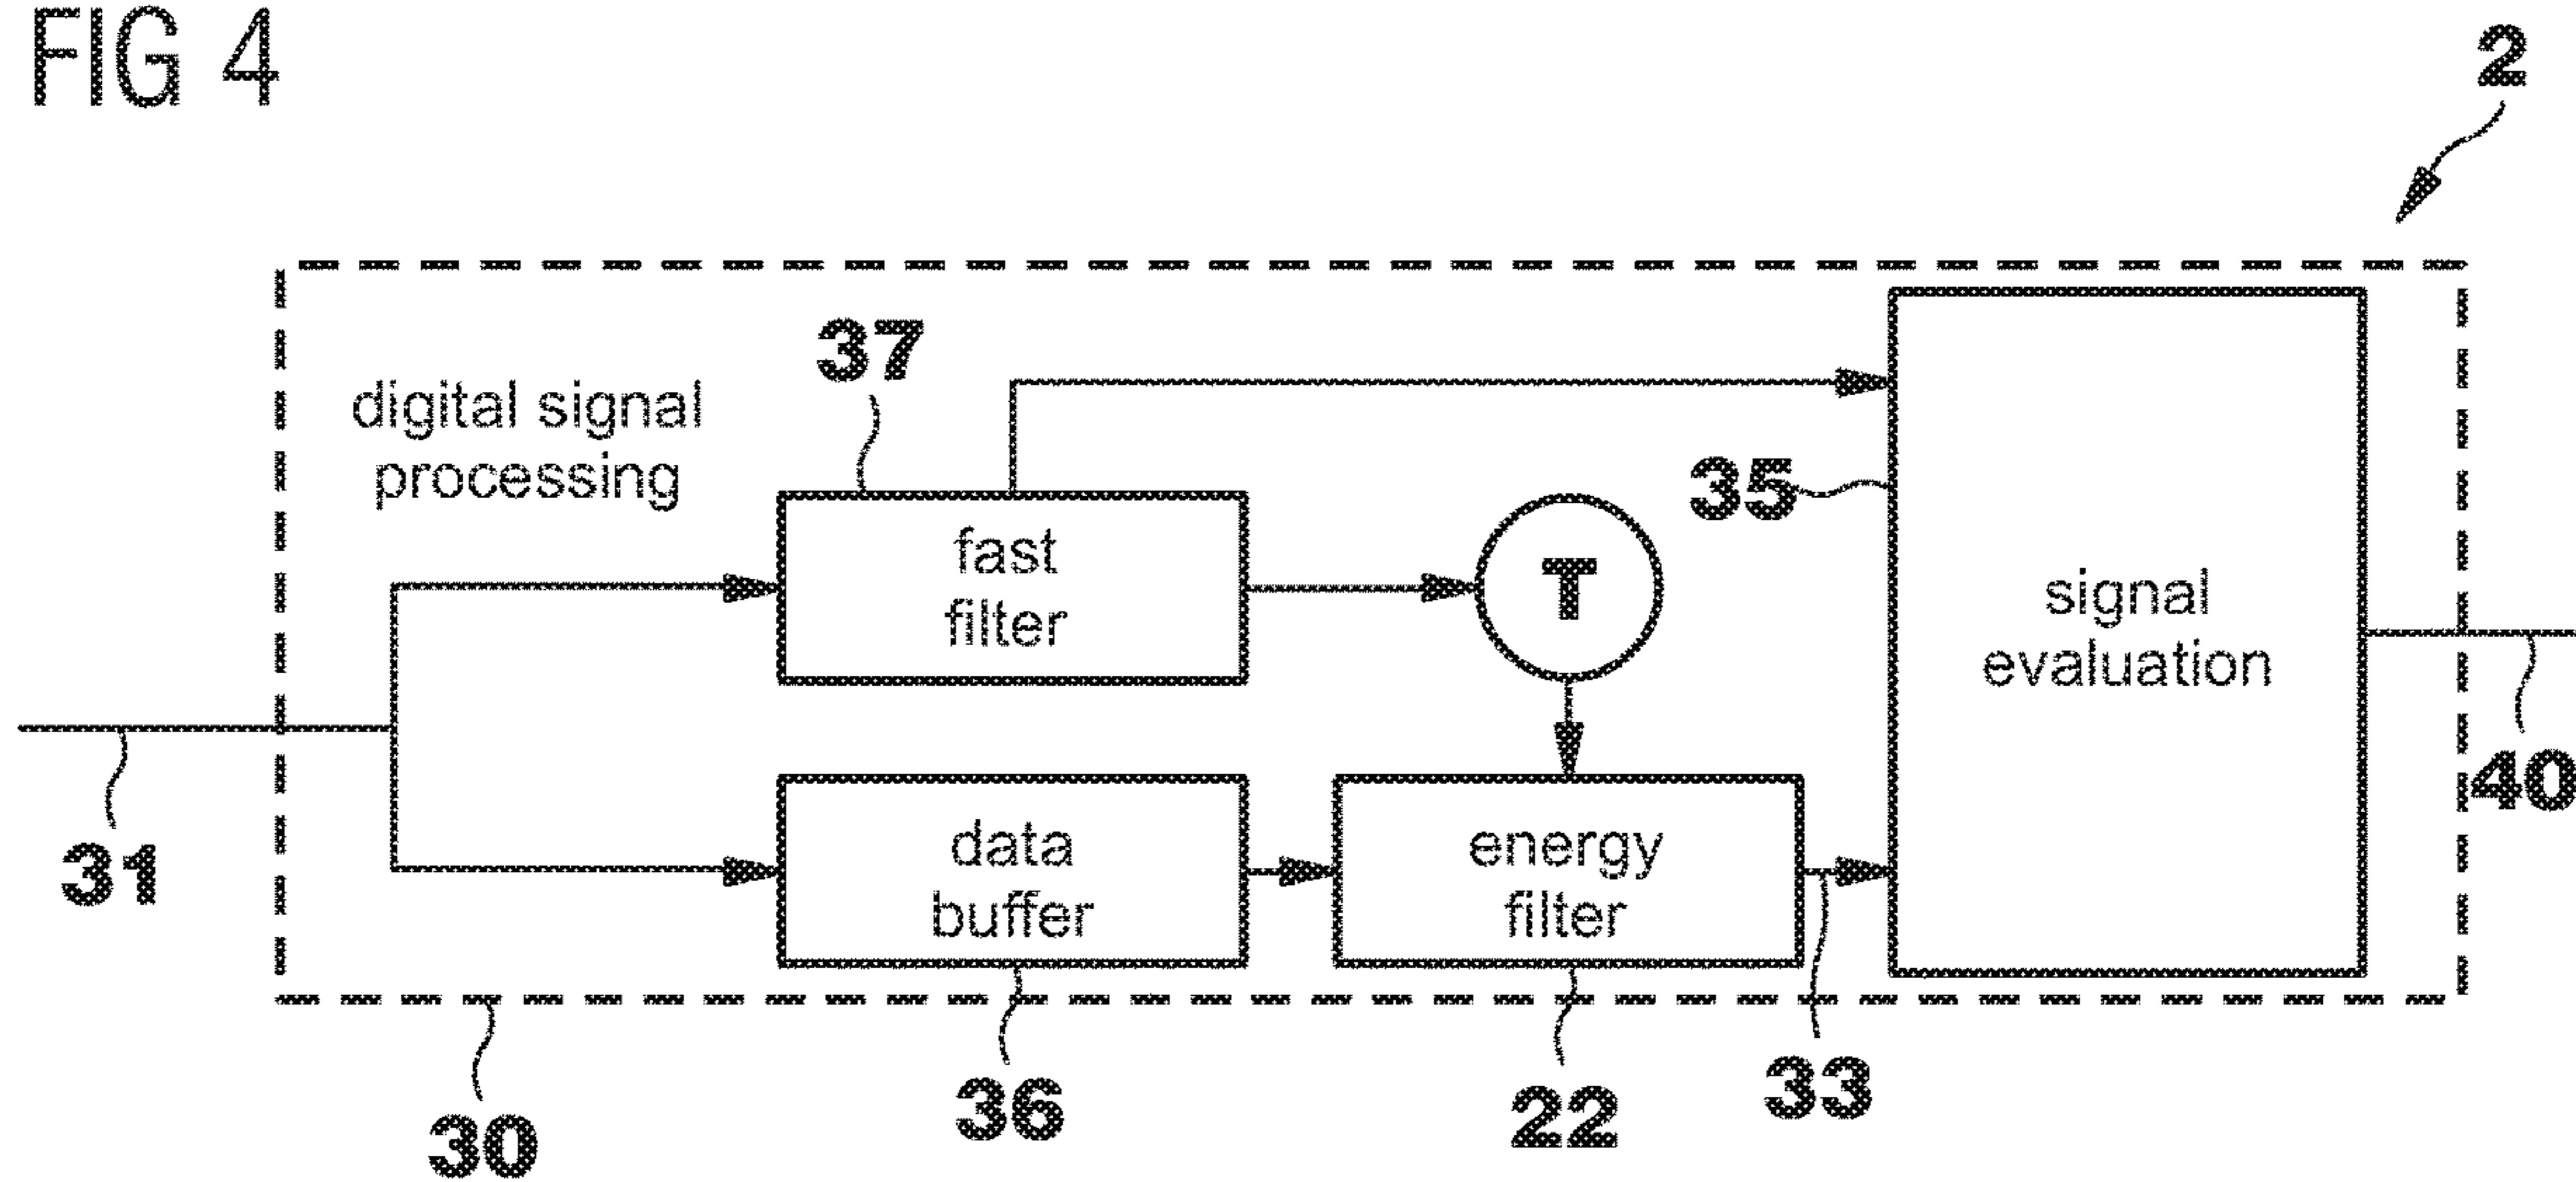 FIG 4
2
37
digital signal
processing
35
fast
filter
T
signal
evaluation
31
40
data
buffer
energy
filter
30
36
22
33